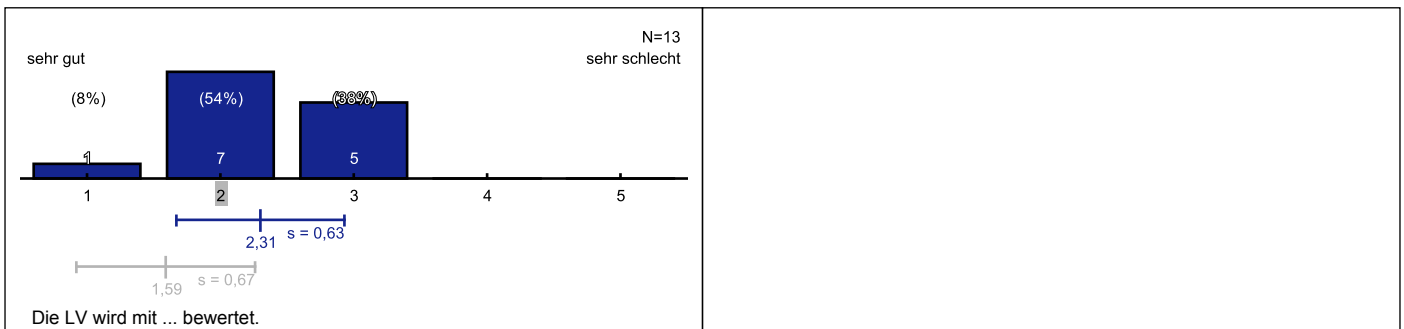 N=13
sehr gut sehr schlecht
(8%) (54%) (38%)
1 7 5
1 2 3 4 5
2,31 s = 0,63
1,59 s = 0,67
Die LV wird mit ... bewertet.